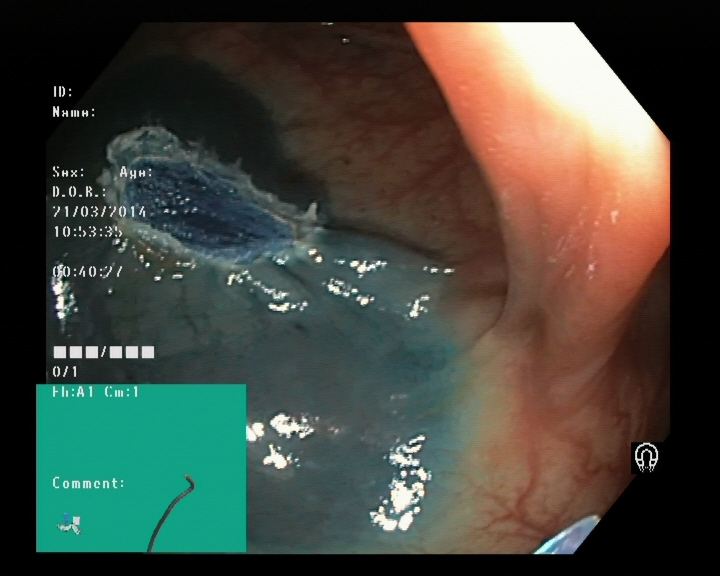 ID:
Name:
Sex: Age:
D.O.B.:
21/03/2014
10:53:35
00:40:27
■■■/■■■
0/1
Eh:A1 Cm:1
Comment: